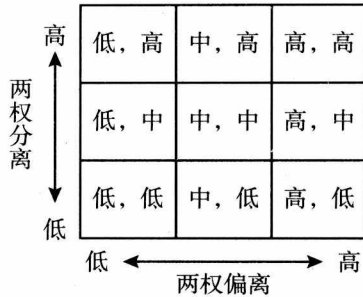 高
低，高
中，高
高，高
两权分离
低，中
中，中
高，中
低，低
中，低
高，低
低
低
高
两权偏离